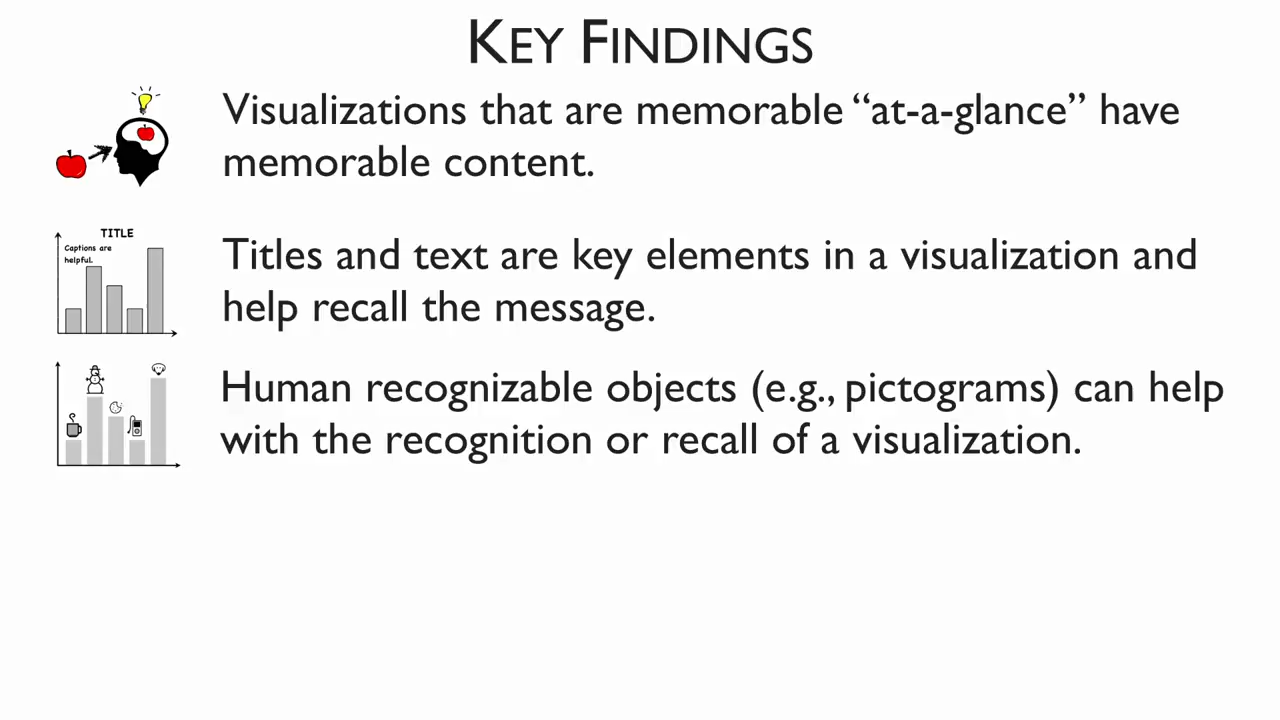 KEY FINDINGS
Visualizations that are memorable “at-a-glance” have
memorable content.
TITLE
Captions are
helpful.
Titles and text are key elements in a visualization and
help recall the message.
Human recognizable objects (e.g., pictograms) can help
with the recognition or recall of a visualization.